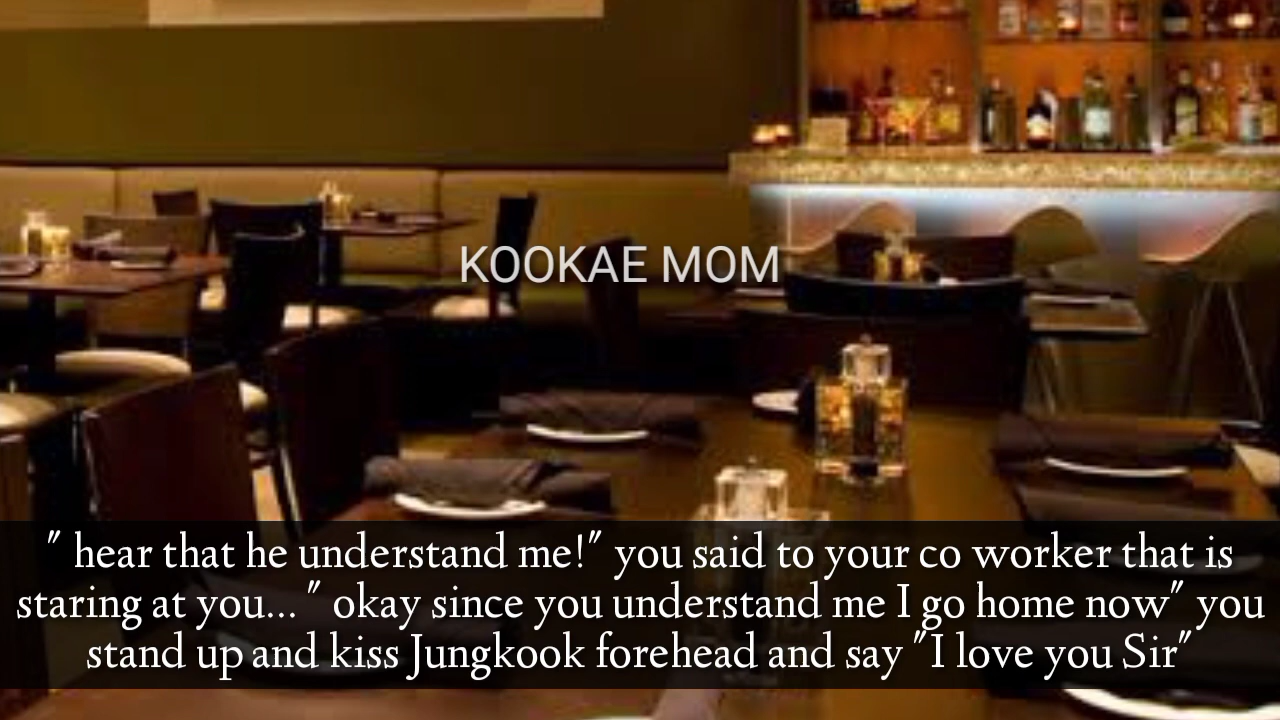 KOOKAE MOM
" hear that he understand me!" you said to your co worker that is
staring at you... " okay since you understand me I go home now" you
stand up and kiss Jungkook forehead and say "I love you Sir"